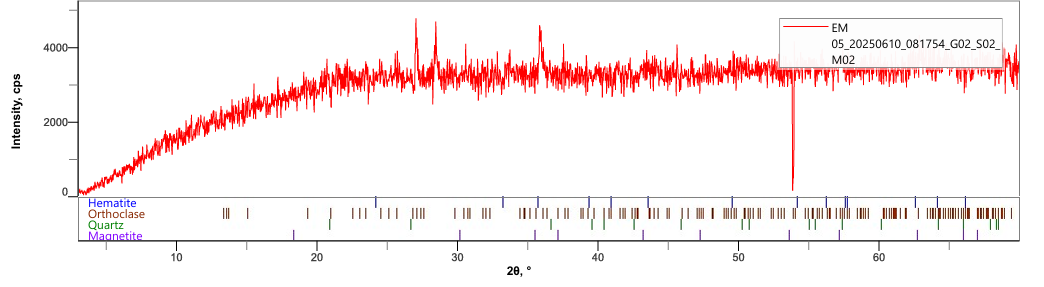 Intensity, cps
4000
2000
0
EM
05_20250610_081754_G02_S02_
M02
Hematite
Orthoclase
Quartz
Magnetite
10 20 30 40 50 60
2θ, °